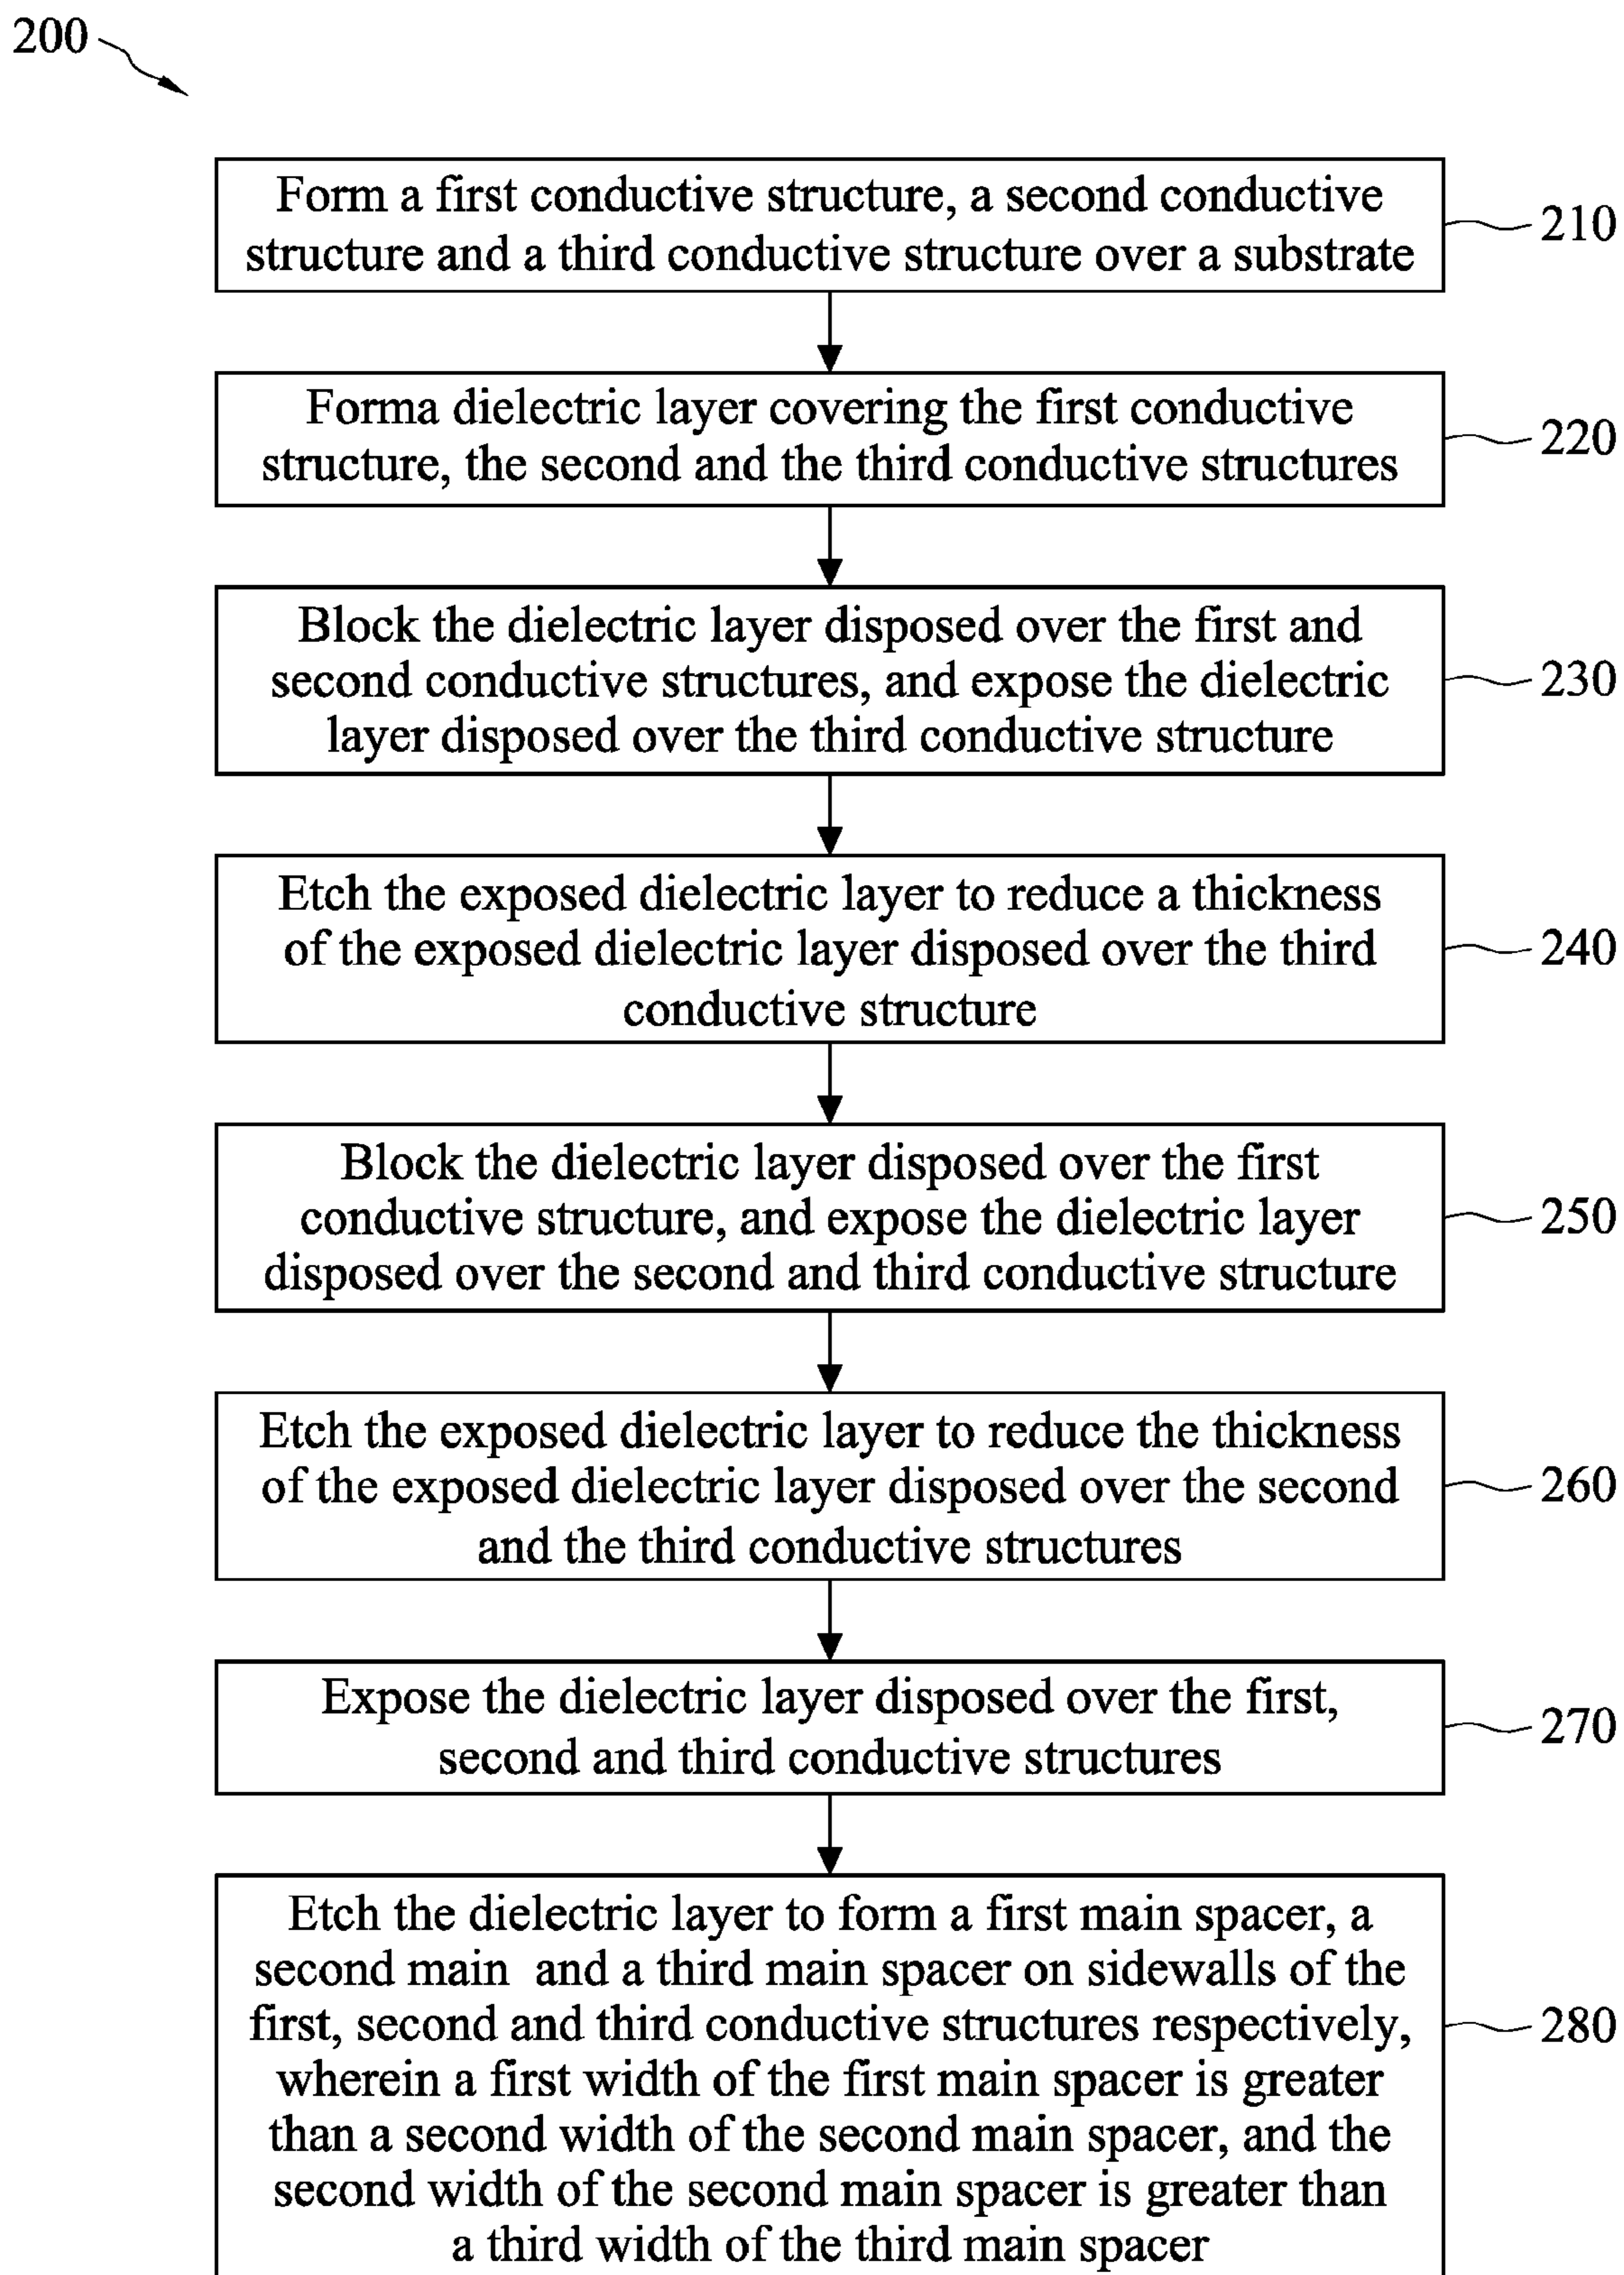 200
Form a first conductive structure, a second conductive
structure and a third conductive structure over a substrate
210
Forma dielectric layer covering the first conductive
structure, the second and the third conductive structures
220
Block the dielectric layer disposed over the first and
second conductive structures, and expose the dielectric
layer disposed over the third conductive structure
230
Etch the exposed dielectric layer to reduce a thickness
of the exposed dielectric layer disposed over the third
conductive structure
240
Block the dielectric layer disposed over the first
conductive structure, and expose the dielectric layer
disposed over the second and third conductive structure
250
Etch the exposed dielectric layer to reduce the thickness
of the exposed dielectric layer disposed over the second
and the third conductive structures
260
Expose the dielectric layer disposed over the first,
second and third conductive structures
270
Etch the dielectric layer to form a first main spacer, a
second main and a third main spacer on sidewalls of the
first, second and third conductive structures respectively,
wherein a first width of the first main spacer is greater
than a second width of the second main spacer, and the
second width of the second main spacer is greater than
a third width of the third main spacer
280